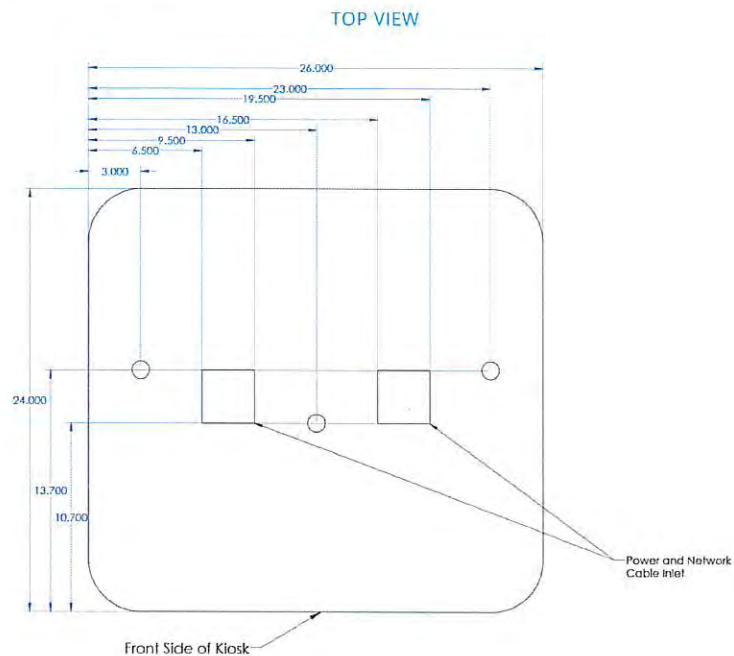 TOP VIEW
26.000
23.000
19.500
16.500
13.000
9.500
6.500
3.000
24.000
13.700
10.700
Power and Network
Cable Inlet
Front Side of Kiosk